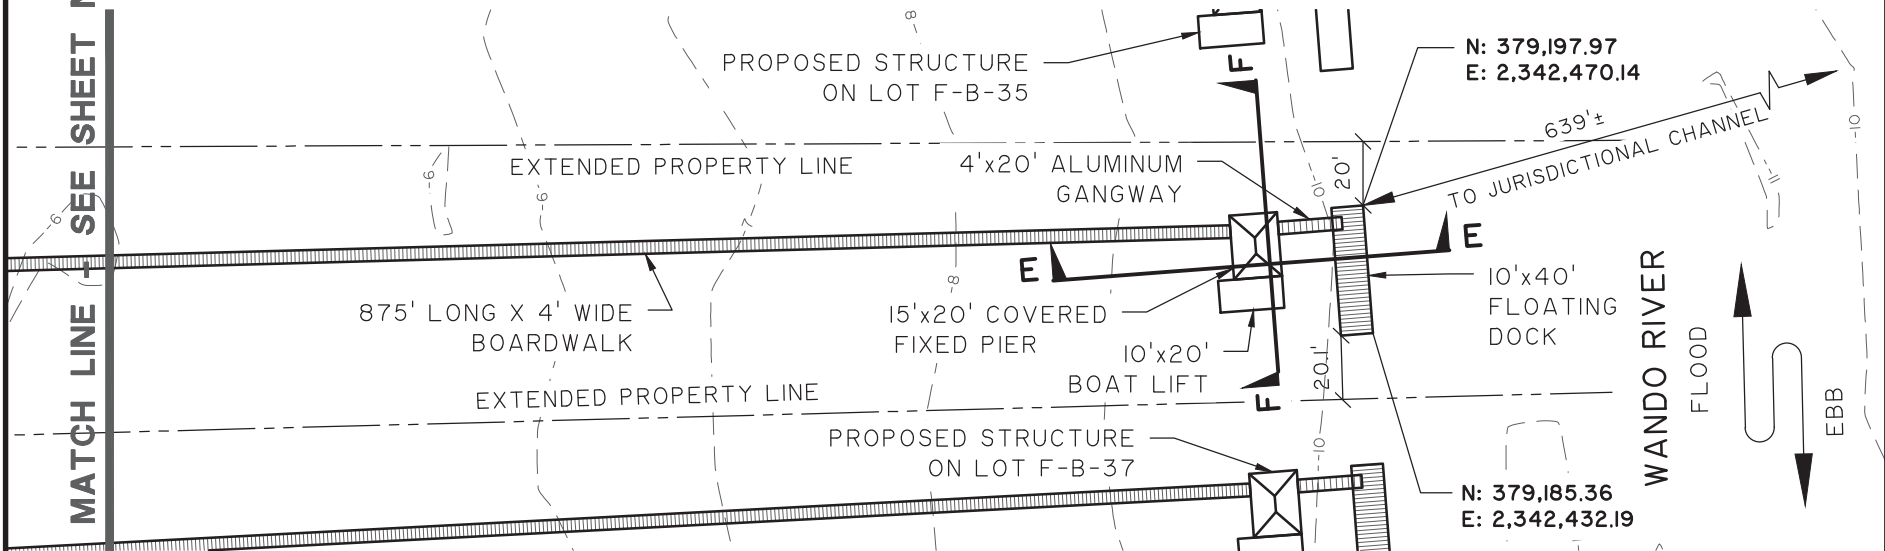 MATCH LINE - SEE SHEET
PROPOSED STRUCTURE
ON LOT F-B-35
F
N: 379,197.97
E: 2,342,470.14
639'±
TO JURISDICTIONAL CHANNEL
EXTENDED PROPERTY LINE
4'x20' ALUMINUM
GANGWAY
20'
-8
-10
-11
-6
-9
-6
-7
-10
-8
E
E
875' LONG X 4' WIDE
BOARDWALK
15'x20' COVERED
FIXED PIER
10'x20'
BOAT LIFT
10'x40'
FLOATING
DOCK
WANDO RIVER
FLOOD
EBB
20.1'
F
EXTENDED PROPERTY LINE
PROPOSED STRUCTURE
ON LOT F-B-37
-10
N: 379,185.36
E: 2,342,432.19